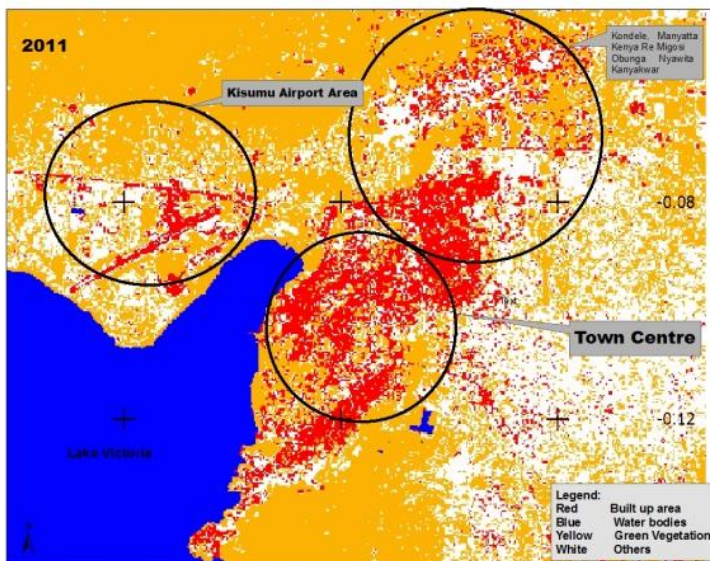 2011
Kondele, Manyatta
Kenya Re Migosi
Obunga Nyawita
Kanyakwar
Kisumu Airport Area
-0.08
Town Centre
-0.12
Lake Victoria
Legend:
Red Built up area
Blue Water bodies
Yellow Green Vegetation
White Others